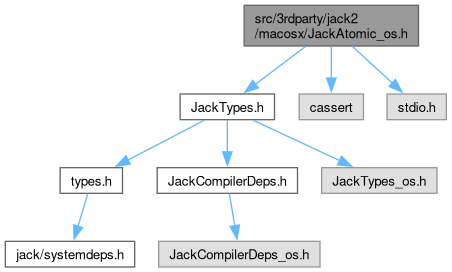 src/3rdparty/jack2
/macosx/JackAtomic_os.h
JackTypes.h
cassert
stdio.h
types.h
JackCompilerDeps.h
JackTypes_os.h
jack/systemdeps.h
JackCompilerDeps_os.h